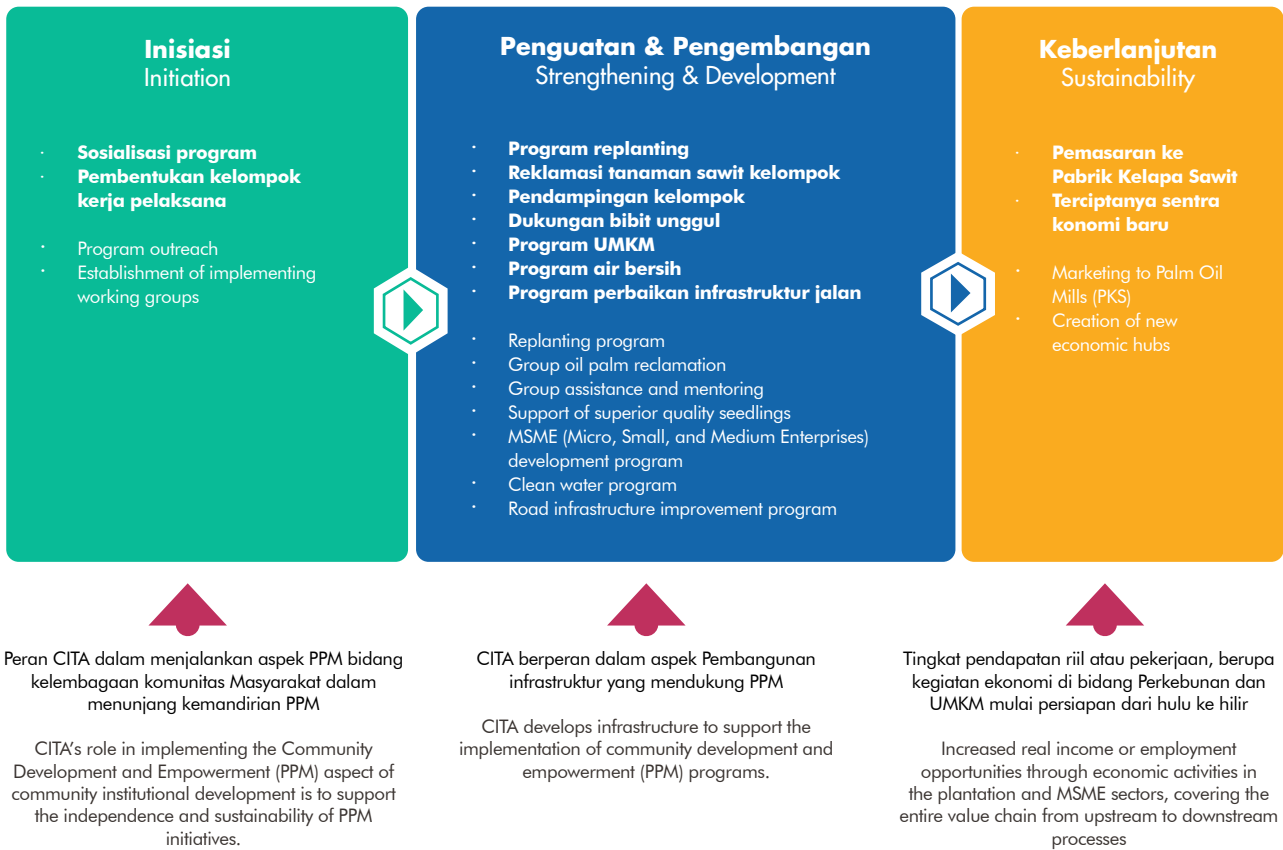 Inisiasi
Initiation
· Sosialisasi program
· Pembentukan kelompok
kerja pelaksana
· Program outreach
· Establishment of implementing
working groups
Penguatan & Pengembangan
Strengthening & Development
· Program replanting
· Reklamasi tanaman sawit kelompok
· Pendampingan kelompok
· Dukungan bibit unggul
· Program UMKM
· Program air bersih
· Program perbaikan infrastruktur jalan
· Replanting program
· Group oil palm reclamation
· Group assistance and mentoring
· Support of superior quality seedlings
· MSME (Micro, Small, and Medium Enterprises)
development program
· Clean water program
· Road infrastructure improvement program
Keberlanjutan
Sustainability
· Pemasaran ke
Pabrik Kelapa Sawit
· Terciptanya sentra
konomi baru
· Marketing to Palm Oil
Mills (PKS)
· Creation of new
economic hubs
Peran CITA dalam menjalankan aspek PPM bidang
kelembagaan komunitas Masyarakat dalam
menunjang kemandirian PPM
CITA's role in implementing the Community
Development and Empowerment (PPM) aspect of
community institutional development is to support
the independence and sustainability of PPM
initiatives.
CITA berperan dalam aspek Pembangunan
infrastruktur yang mendukung PPM
CITA develops infrastructure to support the
implementation of community development and
empowerment (PPM) programs.
Tingkat pendapatan riil atau pekerjaan, berupa
kegiatan ekonomi di bidang Perkebunan dan
UMKM mulai persiapan dari hulu ke hilir
Increased real income or employment
opportunities through economic activities in
the plantation and MSME sectors, covering the
entire value chain from upstream to downstream
processes